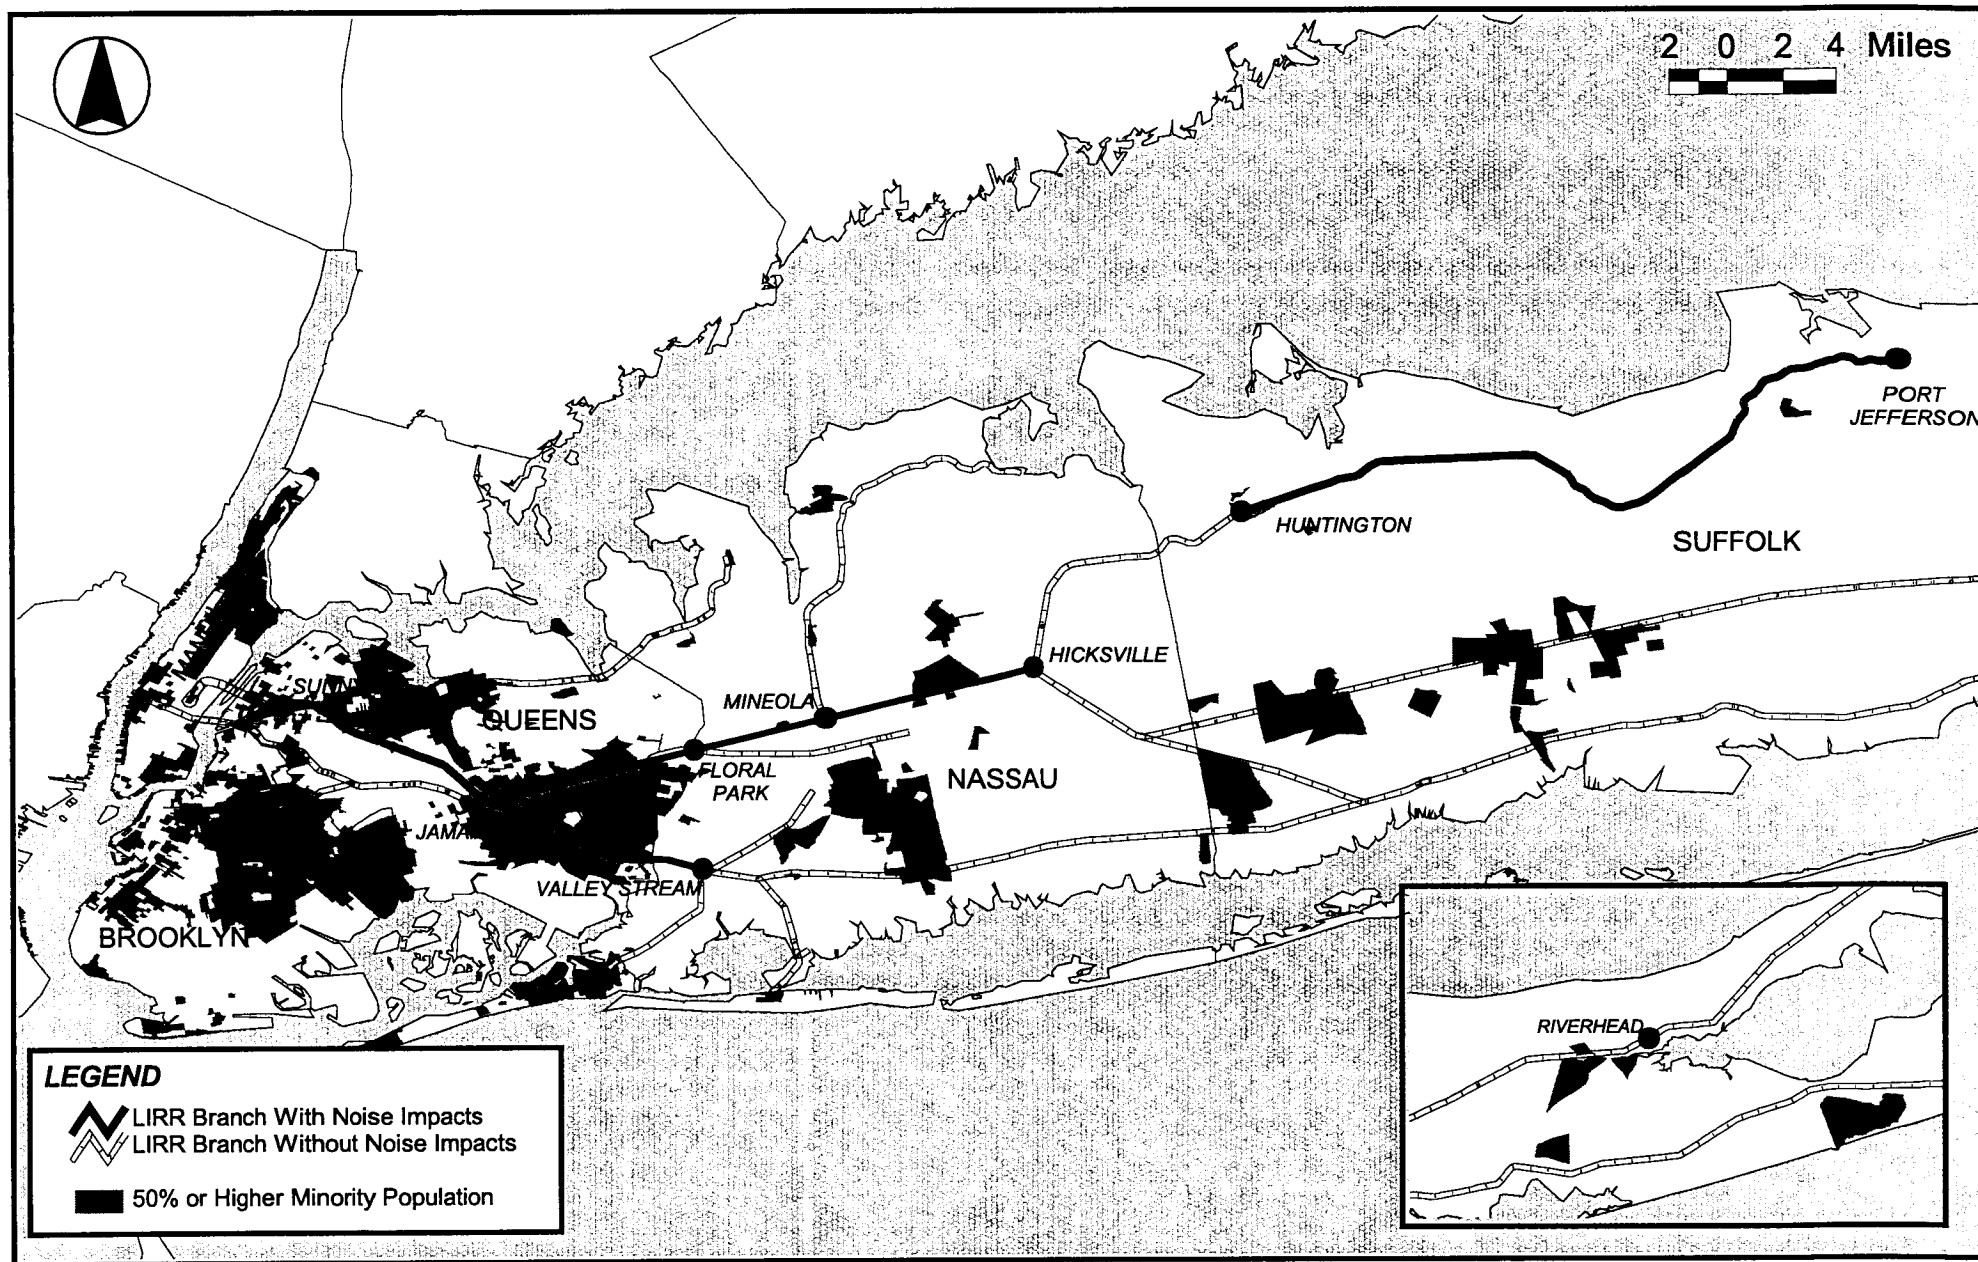 2 0 2 4 Miles
PORT
JEFFERSON
HUNTINGTON
SUFFOLK
HICKSVILLE
MINEOLA
QUEENS
FLORAL
PARK
NASSAU
VALLEY STREAM
BROOKLYN
RIVERHEAD
LEGEND
LIRR Branch With Noise Impacts
LIRR Branch Without Noise Impacts
50% or Higher Minority Population